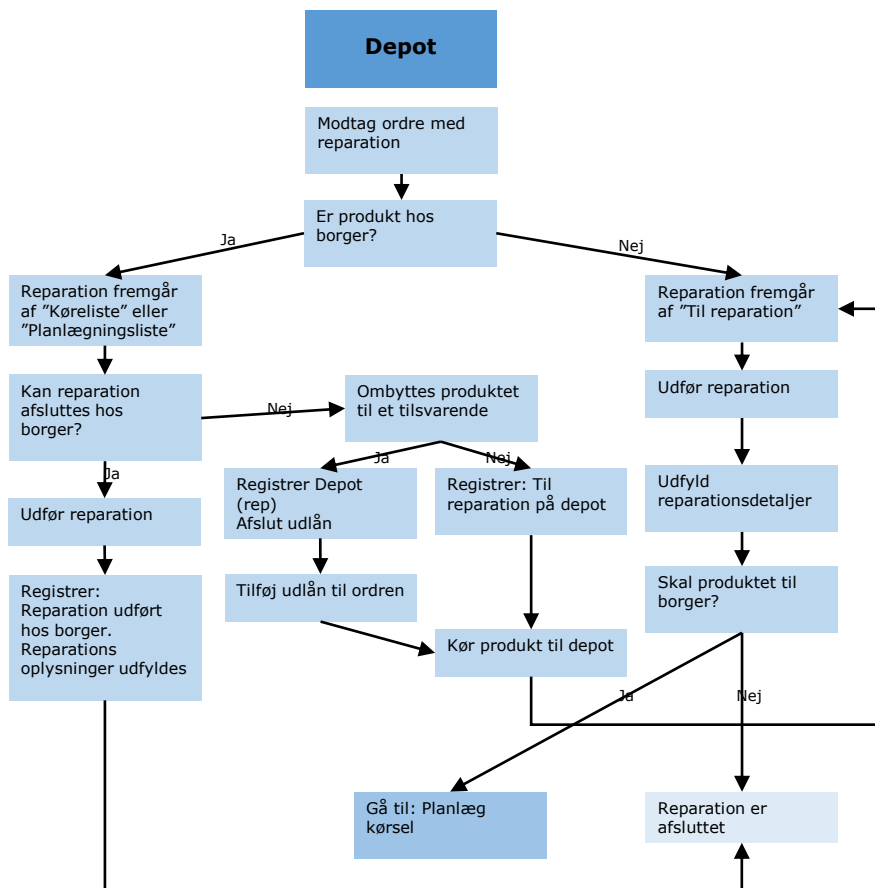 Depot
Modtag ordre med
reparation
Er produkt hos
borger?
Ja
Nej
Reparation fremgår
af ”Køreliste” eller
”Planlægningsliste”
Reparation fremgår
af ”Til reparation”
Kan reparation
afsluttes hos
borger?
Nej
Ombyttes produktet
til et tilsvarende
Udfør reparation
Ja
Ja
Nej
Registrer Depot
(rep)
Afslut udlån
Registrer: Til
reparation på depot
Udfyld
reparationsdetaljer
Udfør reparation
Registrer:
Reparation udført
hos borger.
Reparations
oplysninger udfyldes
Tilføj udlån til ordren
Skal produktet til
borger?
Kør produkt til depot
Ja
Nej
Gå til: Planlæg
kørsel
Reparation er
afsluttet